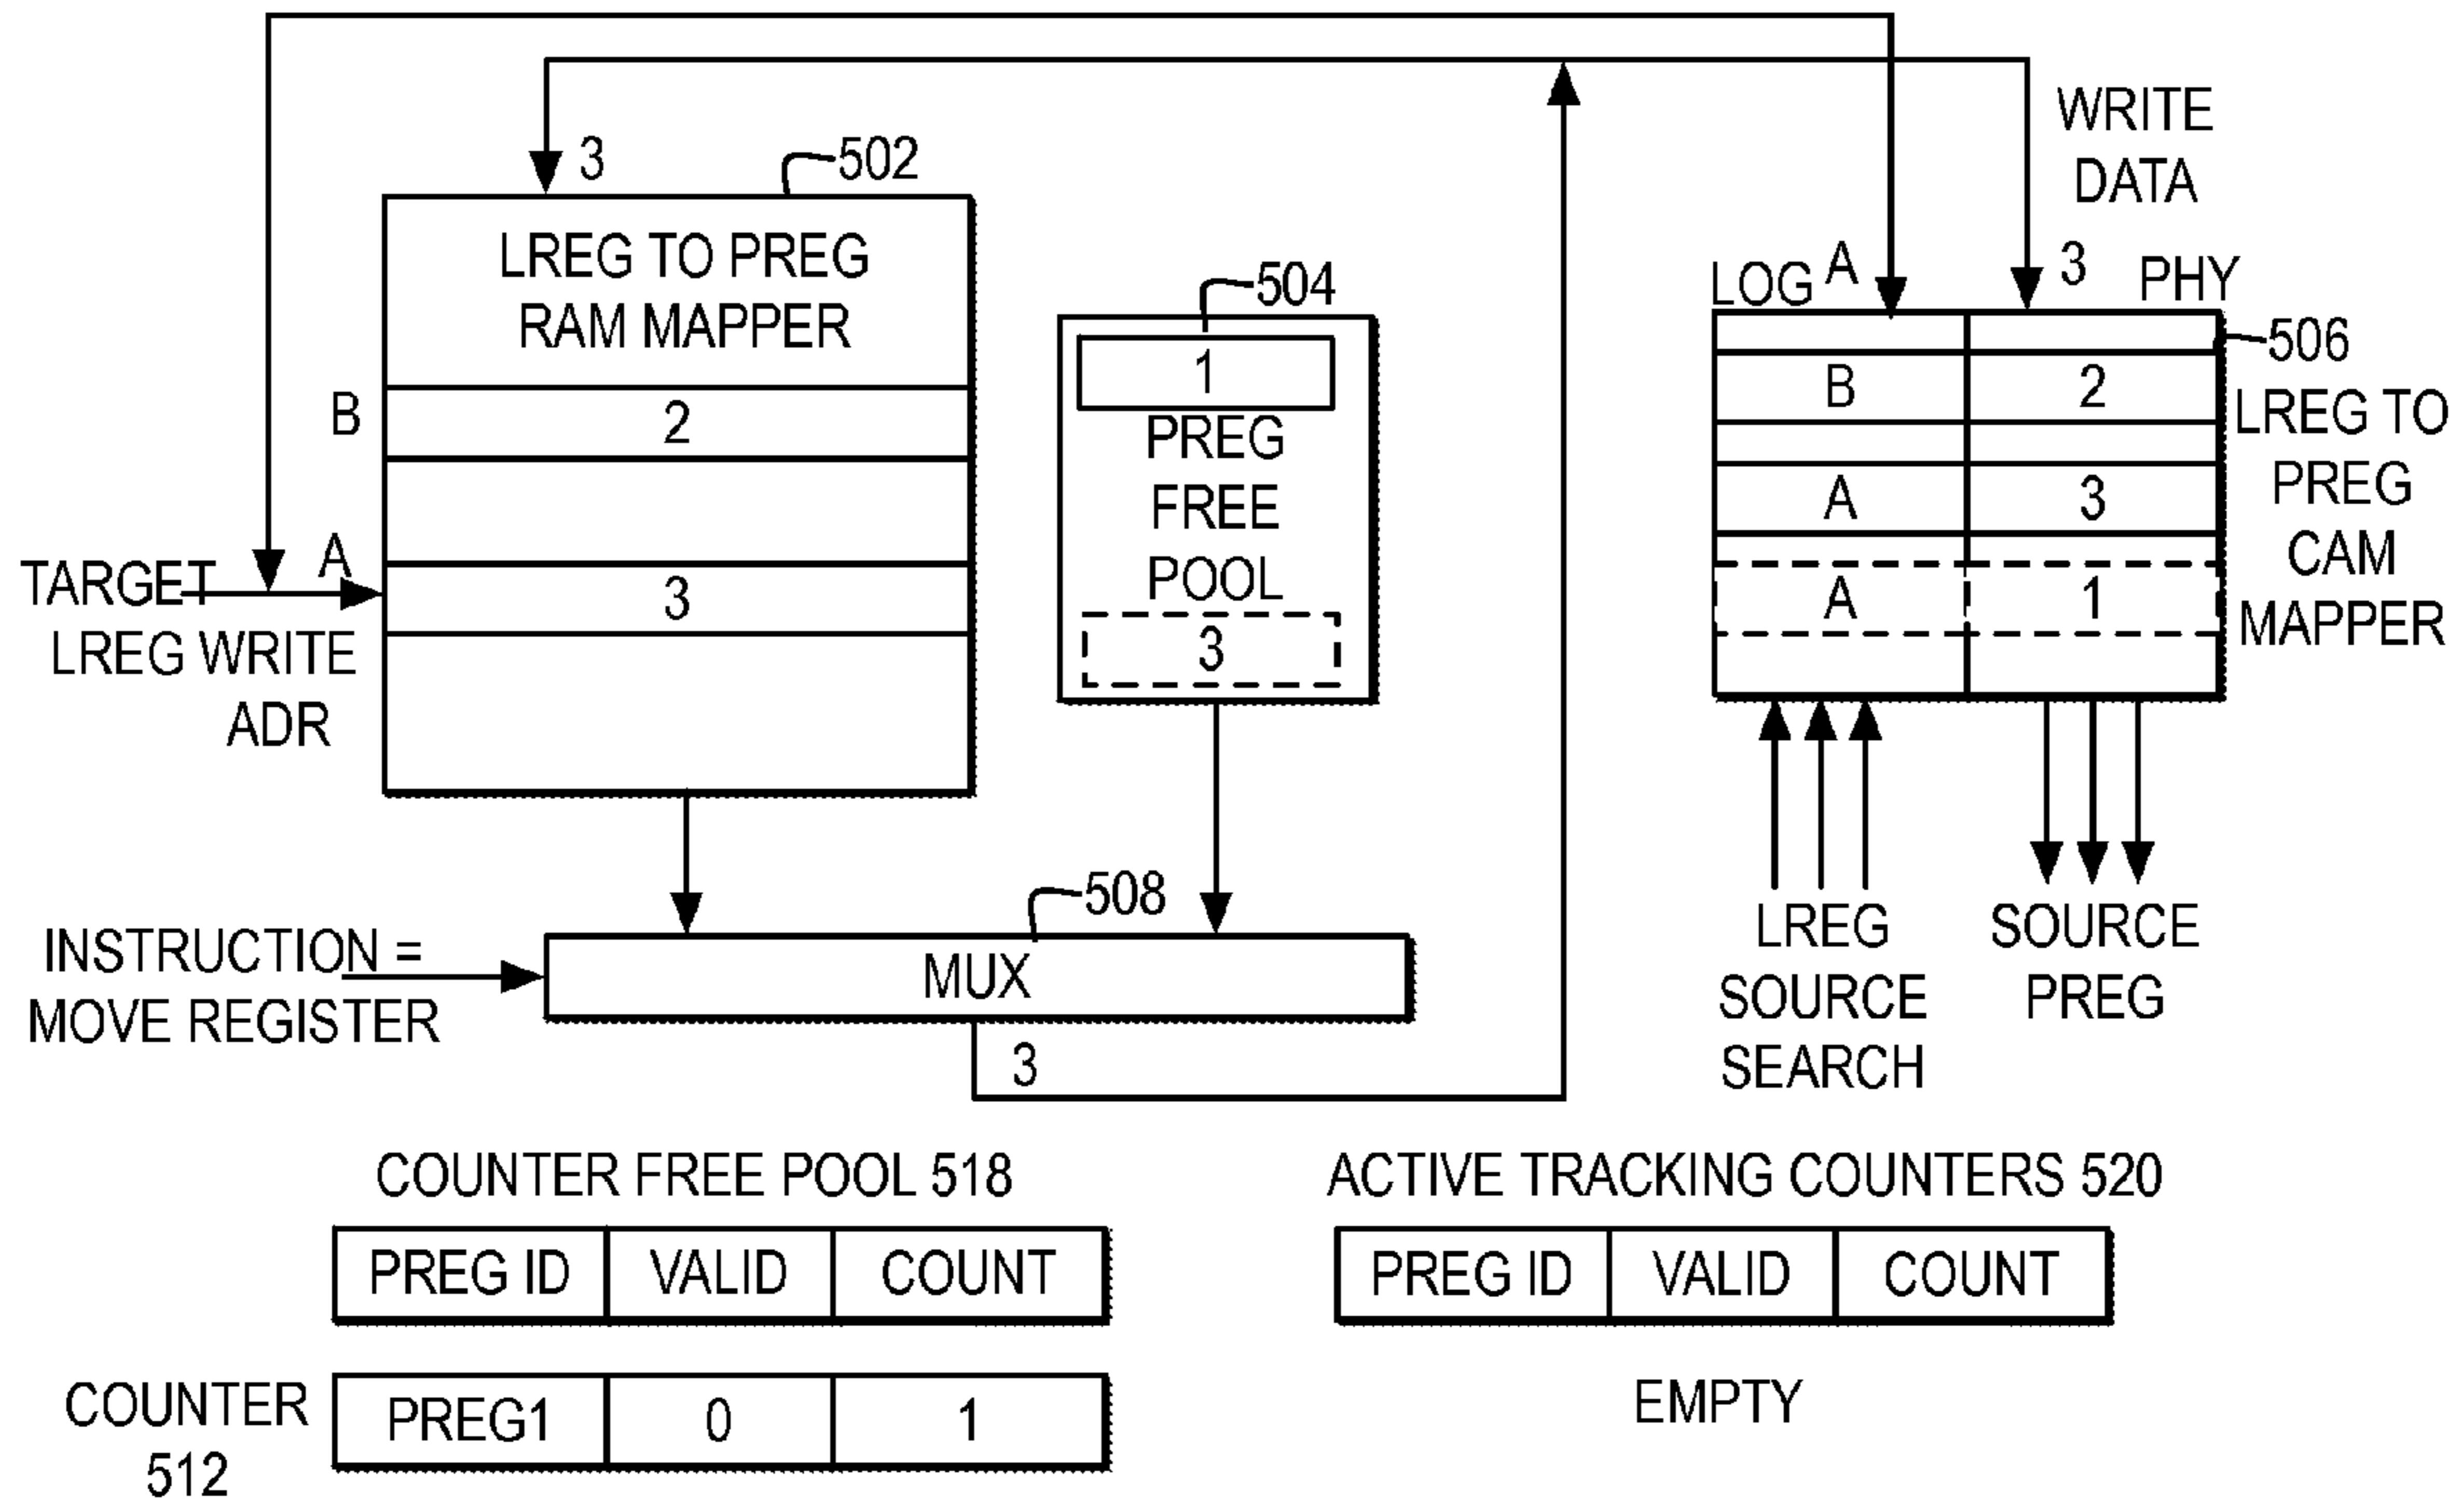 3
502
LREG TO PREG
RAM MAPPER
B
2
A
3
TARGET
LREG WRITE
ADR
504
1
PREG
FREE
POOL
3
WRITE
DATA
LOG
A
3
PHY
506
LREG TO
PREG
CAM
MAPPER
B
2
A
3
A
1
LREG
SOURCE
SEARCH
SOURCE
PREG
INSTRUCTION =
MOVE REGISTER
508
MUX
3
COUNTER FREE POOL 518
PREG ID VALID COUNT
COUNTER
512
PREG1 0 1
ACTIVE TRACKING COUNTERS 520
PREG ID VALID COUNT
EMPTY